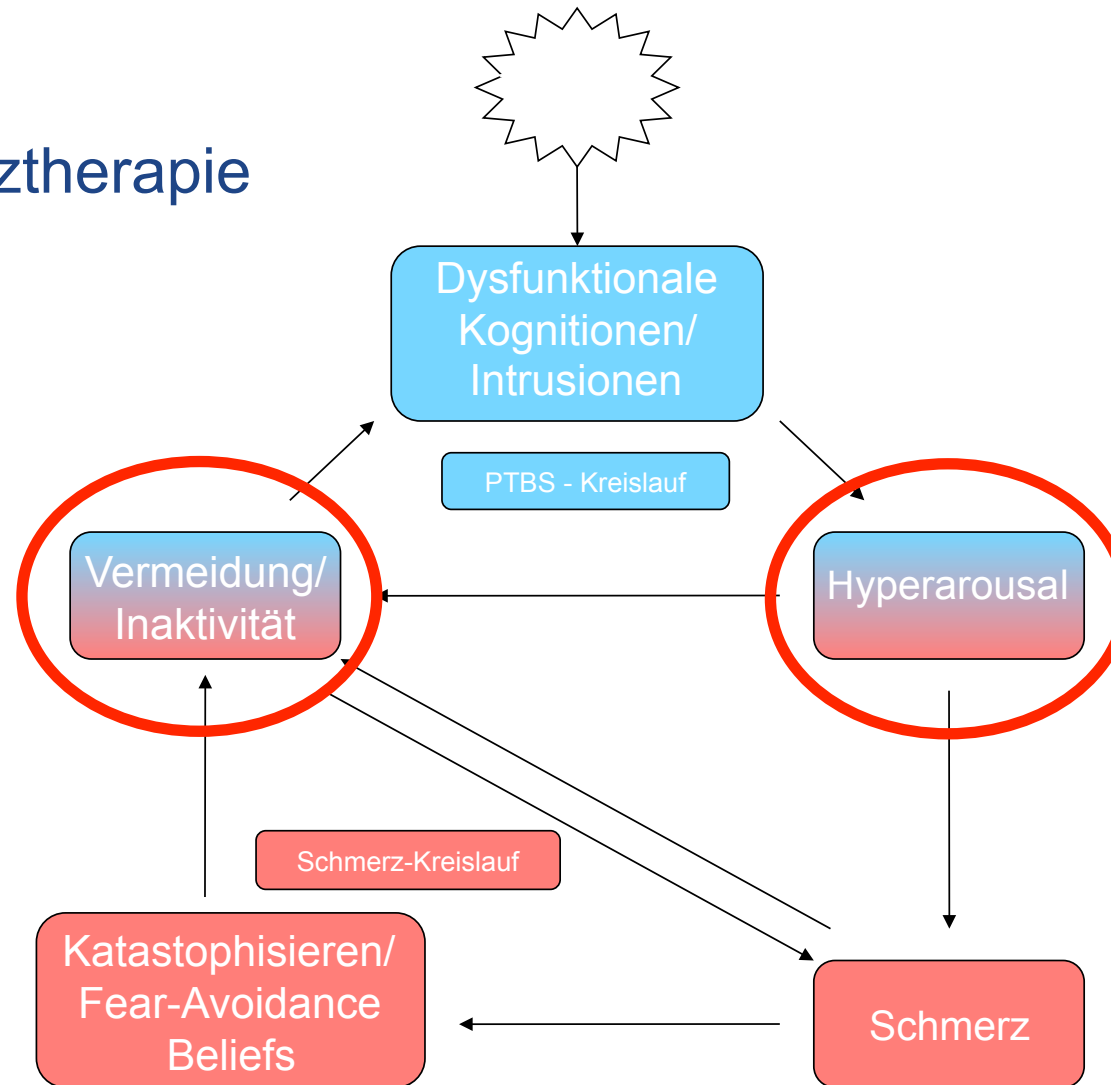 ztherapie
Dysfunktionale
Kognitionen/
Intrusionen
PTBS - Kreislauf
Vermeidung/
Inaktivität
Hyperarousal
Schmerz-Kreislauf
Katastophisieren/
Fear-Avoidance
Beliefs
Schmerz